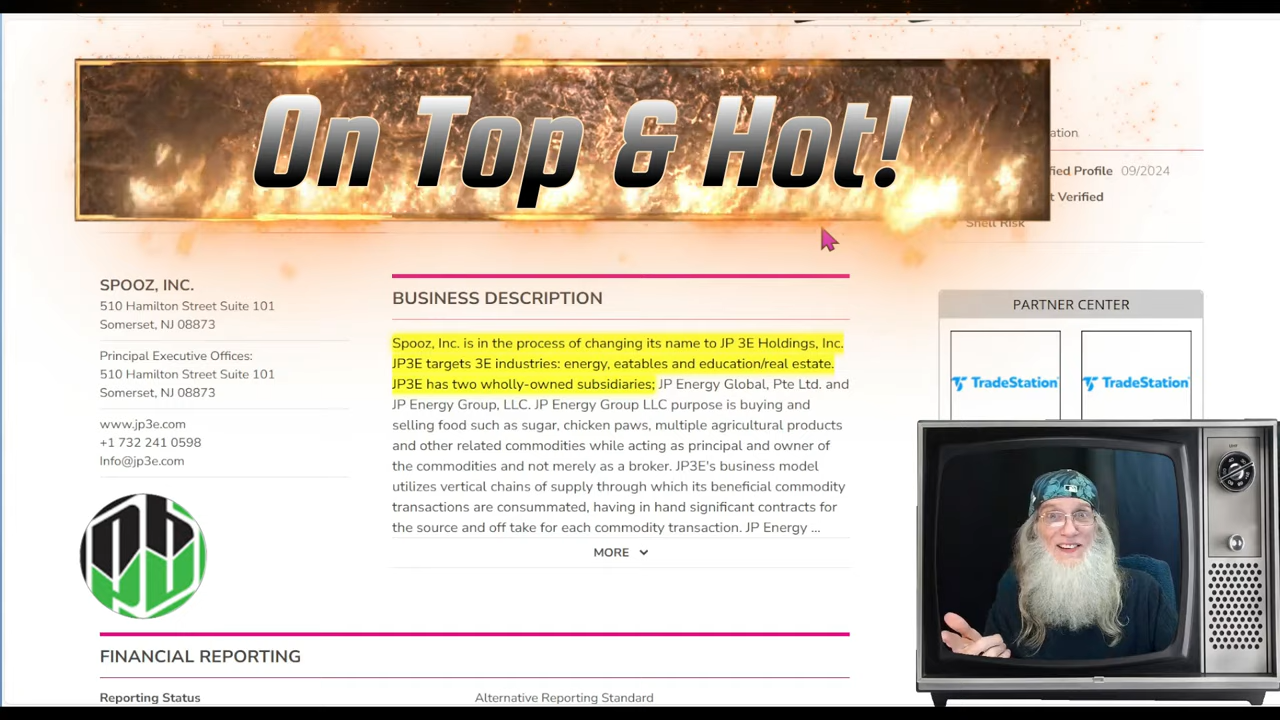 On Top & Hot!
ation
fied Profile 09/2024
t Verified
Shell Risk
SPOOZ, INC.
510 Hamilton Street Suite 101
Somerset, NJ 08873
Principal Executive Offices:
510 Hamilton Street Suite 101
Somerset, NJ 08873
www.jp3e.com
+1 732 241 0598
Info@jp3e.com
BUSINESS DESCRIPTION
Spooz, Inc. is in the process of changing its name to JP 3E Holdings, Inc.
JP3E targets 3E industries: energy, eatables and education/real estate.
JP3E has two wholly-owned subsidiaries; JP Energy Global, Pte Ltd. and
JP Energy Group, LLC. JP Energy Group LLC purpose is buying and
selling food such as sugar, chicken paws, multiple agricultural products
and other related commodities while acting as principal and owner of
the commodities and not merely as a broker. JP3E's business model
utilizes vertical chains of supply through which its beneficial commodity
transactions are consummated, having in hand significant contracts for
the source and off take for each commodity transaction. JP Energy ...
MORE
PARTNER CENTER
TradeStation
TradeStation
FINANCIAL REPORTING
Reporting Status Alternative Reporting Standard